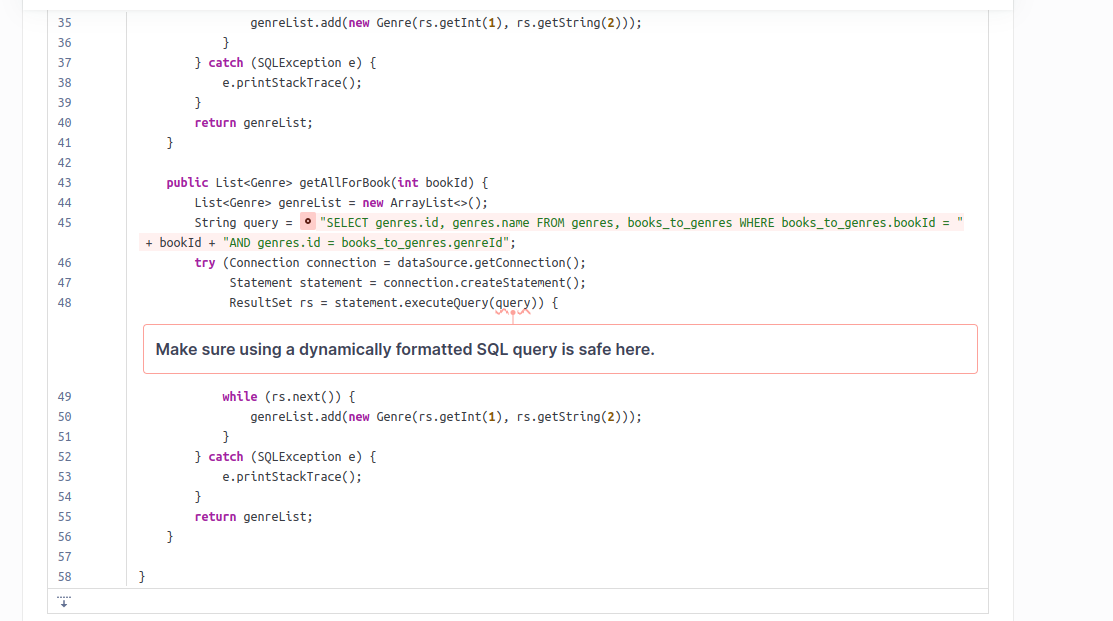 35 genreList.add(new Genre(rs.getInt(1), rs.getString(2)));
36 }
37 } catch (SQLException e) {
38 e.printStackTrace();
39 }
40 return genreList;
41 }
42
43 public List<Genre> getAllForBook(int bookId) {
44 List<Genre> genreList = new ArrayList<>();
45 String query = "SELECT genres.id, genres.name FROM genres, books_to_genres WHERE books_to_genres.bookId = "
+ bookId + "AND genres.id = books_to_genres.genreId";
46 try (Connection connection = dataSource.getConnection();
47 Statement statement = connection.createStatement();
48 ResultSet rs = statement.executeQuery(query)) {
Make sure using a dynamically formatted SQL query is safe here.
49 while (rs.next()) {
50 genreList.add(new Genre(rs.getInt(1), rs.getString(2)));
51 }
52 } catch (SQLException e) {
53 e.printStackTrace();
54 }
55 return genreList;
56 }
57
58 }